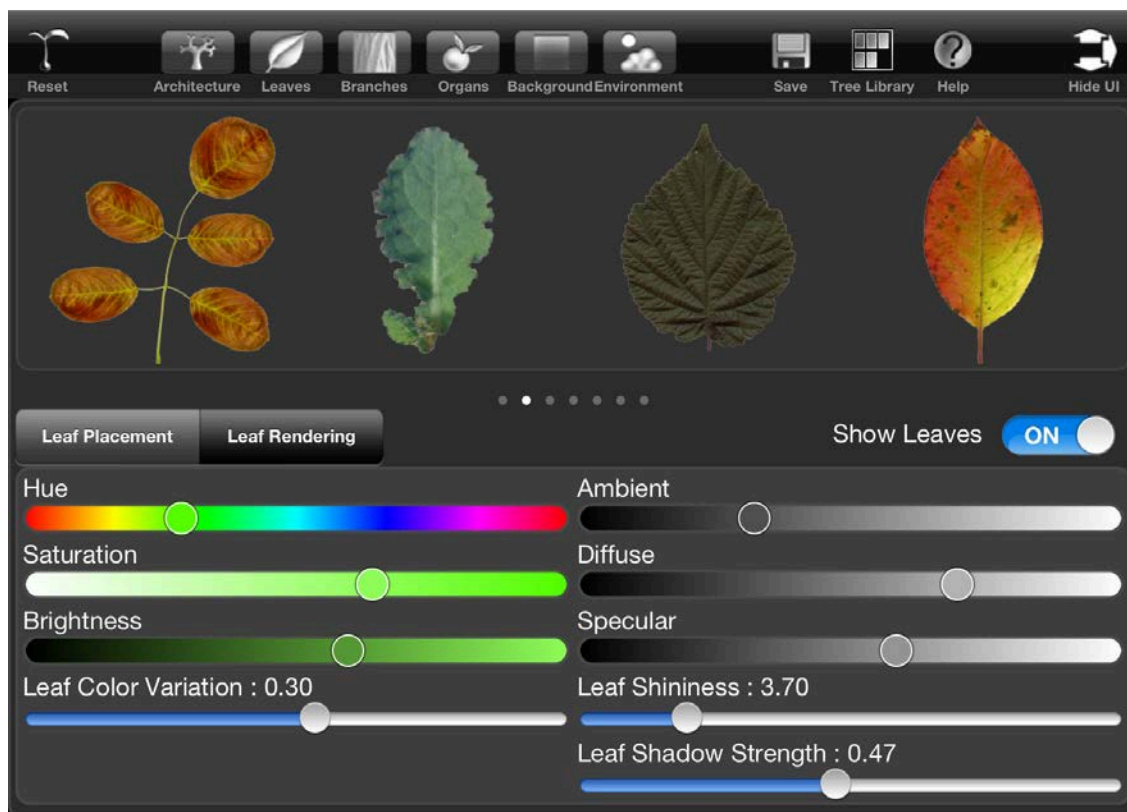 Reset Architecture Leaves Branches Organs Background Environment Save Tree Library Help Hide UI
Leaf Placement Leaf Rendering Show Leaves ON
Hue Ambient
Saturation Diffuse
Brightness Specular
Leaf Color Variation : 0.30 Leaf Shininess : 3.70
Leaf Shadow Strength : 0.47